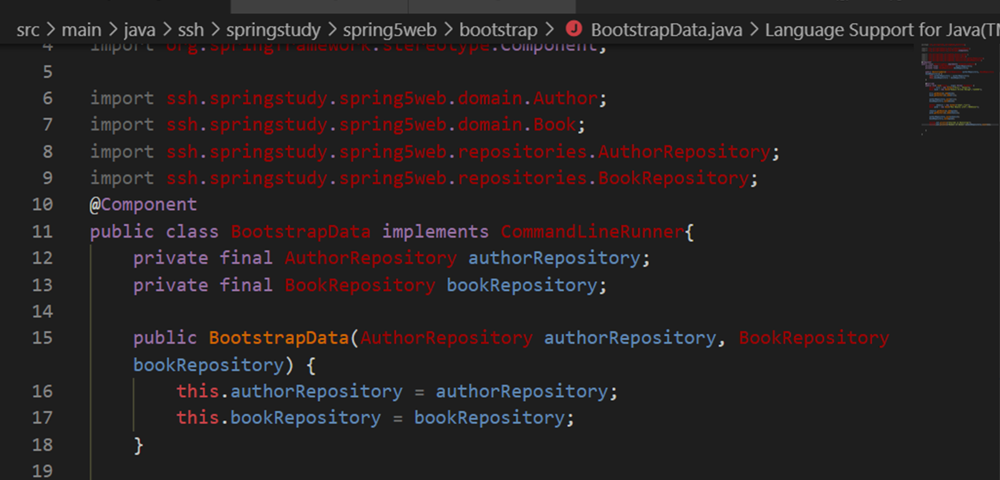 src > main > java > ssh > springstudy > spring5web > bootstrap > J BootstrapData.java > Language Support for Java(T
4 import org.springframework.stereotype.Component;
5
6 import ssh.springstudy.spring5web.domain.Author;
7 import ssh.springstudy.spring5web.domain.Book;
8 import ssh.springstudy.spring5web.repositories.AuthorRepository;
9 import ssh.springstudy.spring5web.repositories.BookRepository;
10 @Component
11 public class BootstrapData implements CommandLineRunner{
12 private final AuthorRepository authorRepository;
13 private final BookRepository bookRepository;
14
15 public BootstrapData(AuthorRepository authorRepository, BookRepository
bookRepository) {
16 this.authorRepository = authorRepository;
17 this.bookRepository = bookRepository;
18 }
19